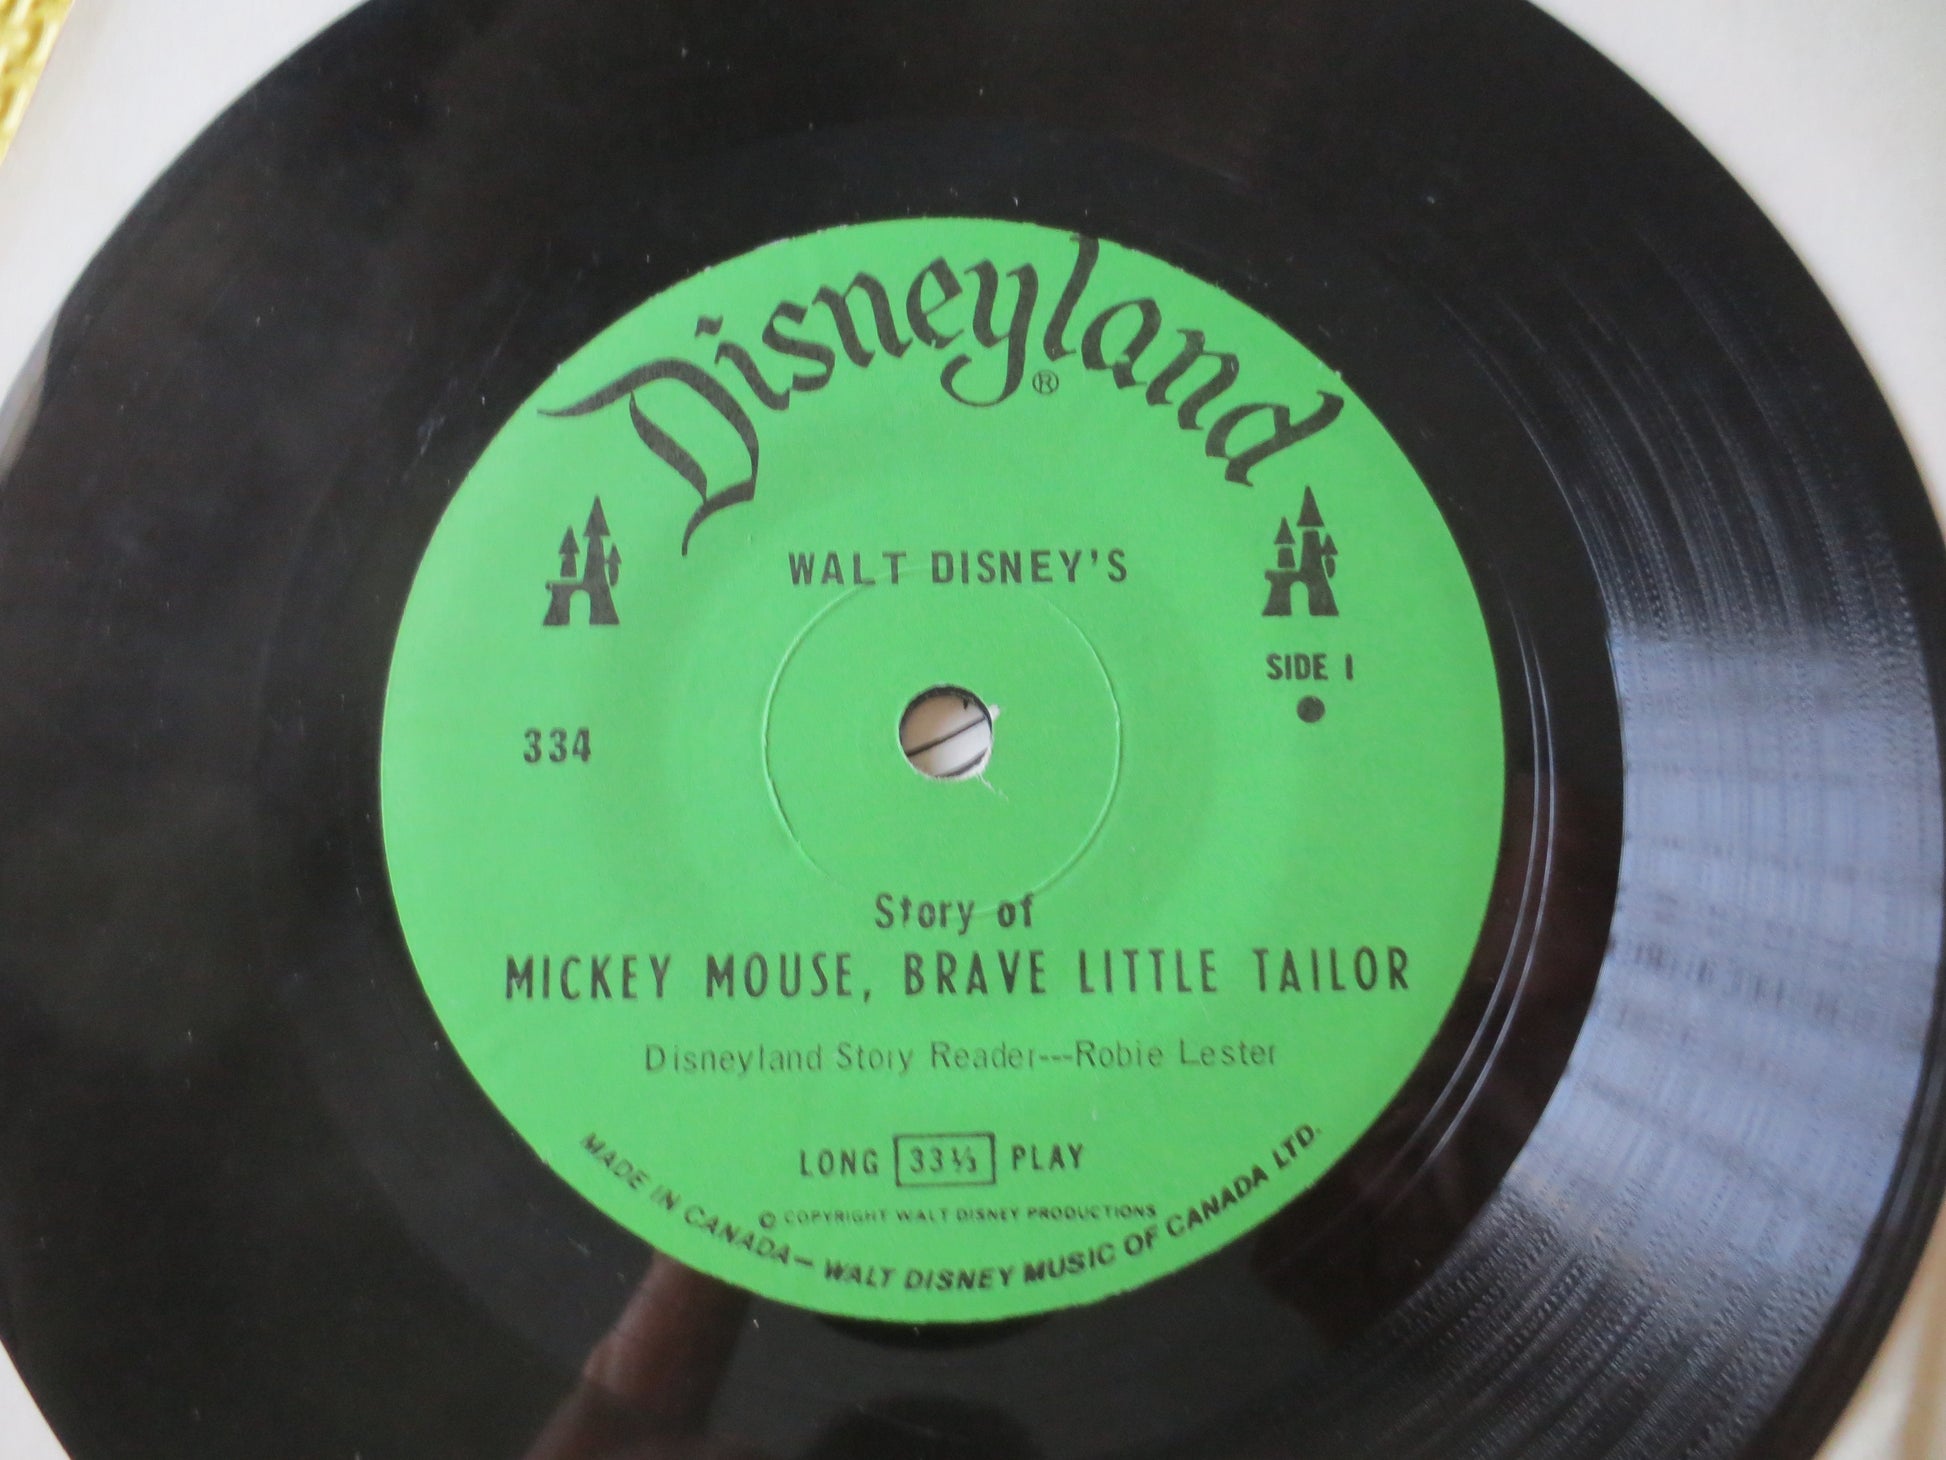 Disneyland®
WALT DISNEY'S
SIDE 1
334
Story of
MICKEY MOUSE, BRAVE LITTLE TAILOR
Disneyland Story Reader---Robie Lester
LONG 33⅓ PLAY
© COPYRIGHT WALT DISNEY PRODUCTIONS
MADE IN CANADA— WALT DISNEY MUSIC OF CANADA LTD.